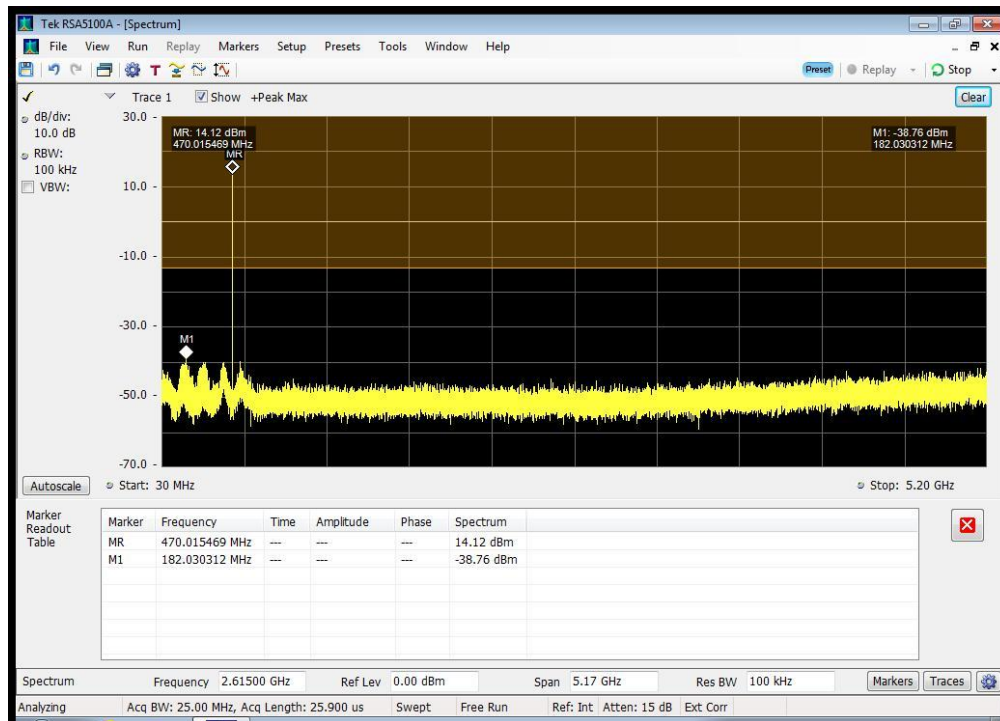 Tek RSA5100A - [Spectrum]
File View Run Replay Markers Setup Presets Tools Window Help
T Preset Replay Stop
Trace 1 Show +Peak Max Clear
dB/div:
10.0 dB
RBW:
100 kHz
VBW:
30.0 -
MR: 14.12 dBm
470.015469 MHz
MR
M1: -38.76 dBm
182.030312 MHz
10.0 -
-10.0 -
-30.0 -
M1
-50.0 -
-70.0 -
Autoscale Start: 30 MHz Stop: 5.20 GHz
Marker
Readout
Table
Marker Frequency Time Amplitude Phase Spectrum
MR 470.015469 MHz --- --- --- 14.12 dBm
M1 182.030312 MHz --- --- --- -38.76 dBm
Spectrum Frequency 2.61500 GHz Ref Lev 0.00 dBm Span 5.17 GHz Res BW 100 kHz Markers Traces
Analyzing Acq BW: 25.00 MHz, Acq Length: 25.900 us Swept Free Run Ref: Int Atten: 15 dB Ext Corr